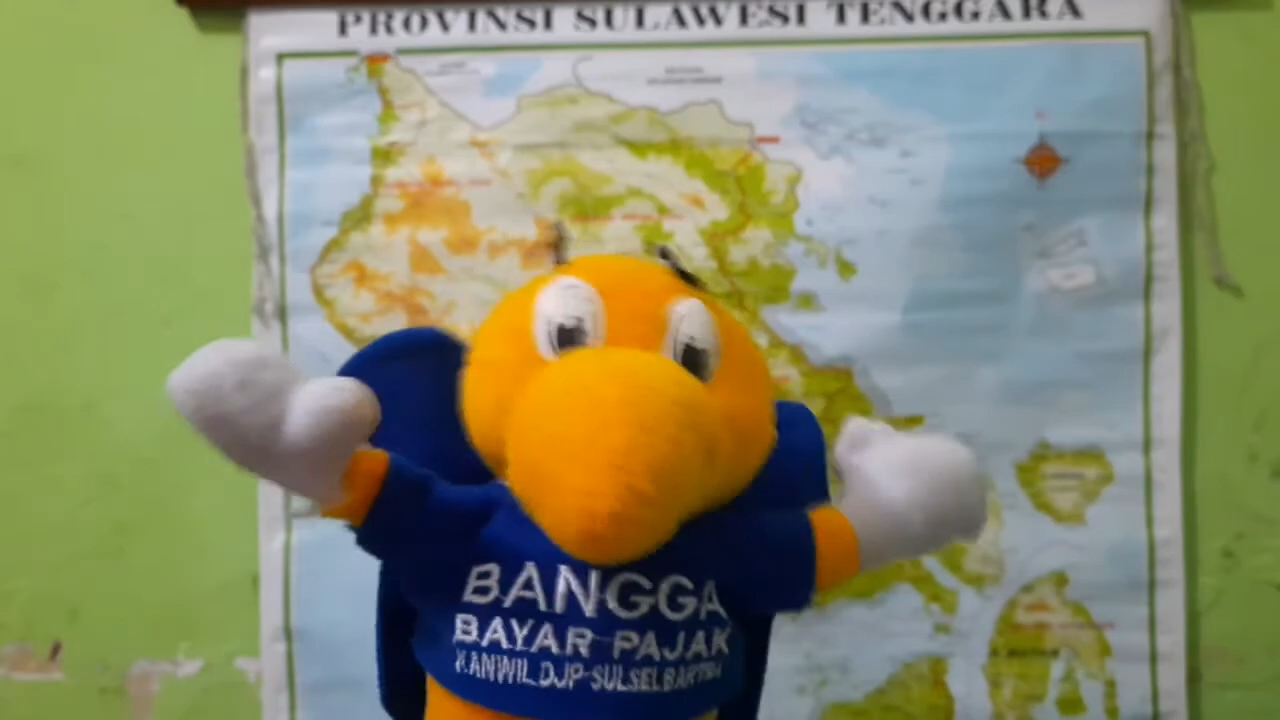 PROVINSI SULAWESI TENGGARA
BANGGA
BAYAR PAJAK
KANWIL DJP SULSELBARTRA